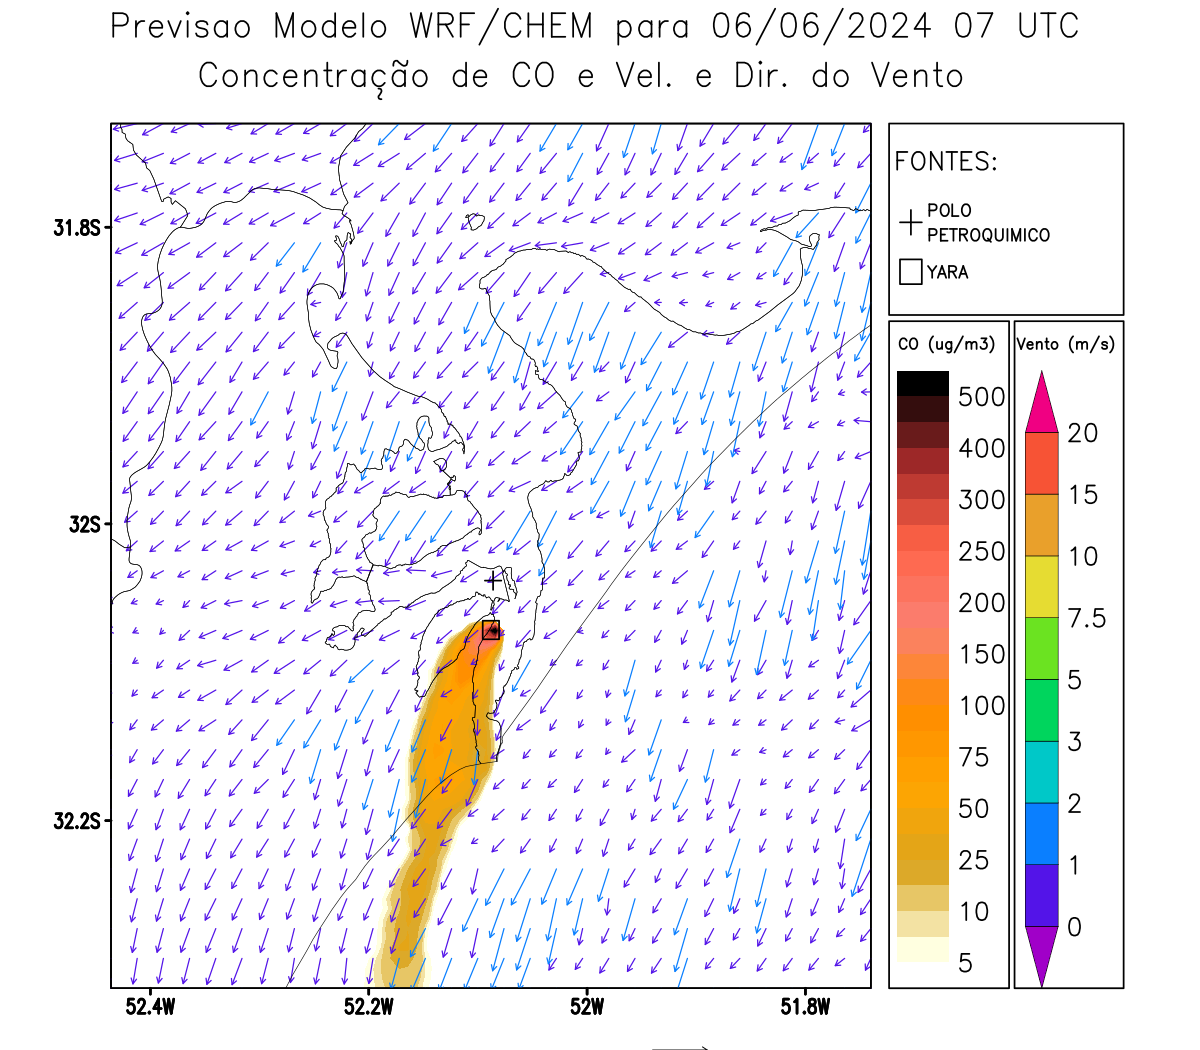 Previsao Modelo WRF/CHEM para 06/06/2024 07 UTC
Concentração de CO e Vel. e Dir. do Vento
FONTES:
POLO
PETROQUIMICO
YARA
CO (ug/m3)
500
400
300
250
200
150
100
75
50
25
10
5
Vento (m/s)
20
15
10
7.5
5
3
2
1
0
31.8S
32S
32.2S
52.4W
52.2W
52W
51.8W